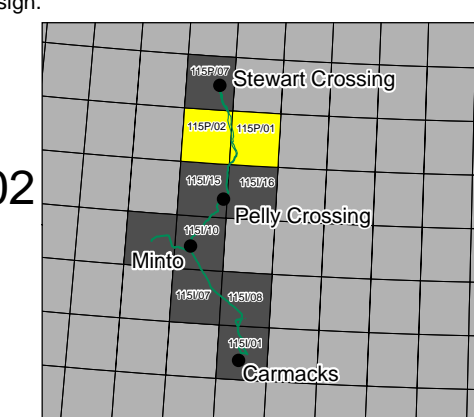 sign.
115P/07
Stewart Crossing
115P/02 115P/01
02
115I/15 115I/16
Pelly Crossing
115I/10
Minto
115I/07 115I/08
115I/01
Carmacks